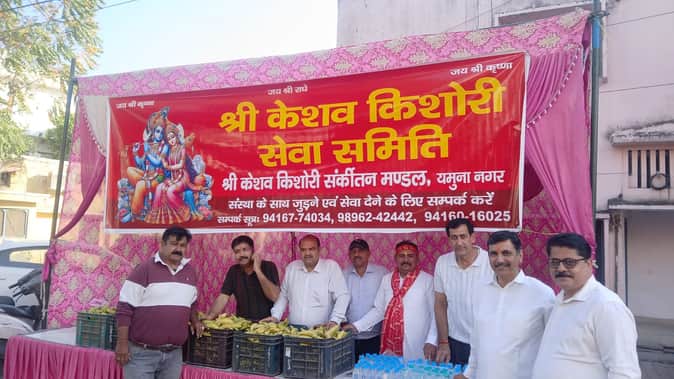 जय श्री कृष्णा
जय श्री राधे
जय श्री कृष्णा
श्री केशव किशोरी
सेवा समिति
श्री केशव किशोरी संर्कीतन मण्डल, यमुना नगर
संस्था के साथ जुड़ने एवं सेवा देने के लिए सम्पर्क करें
सम्पर्क सूत्र: 94167-74034, 98962-42442, 94160-16025